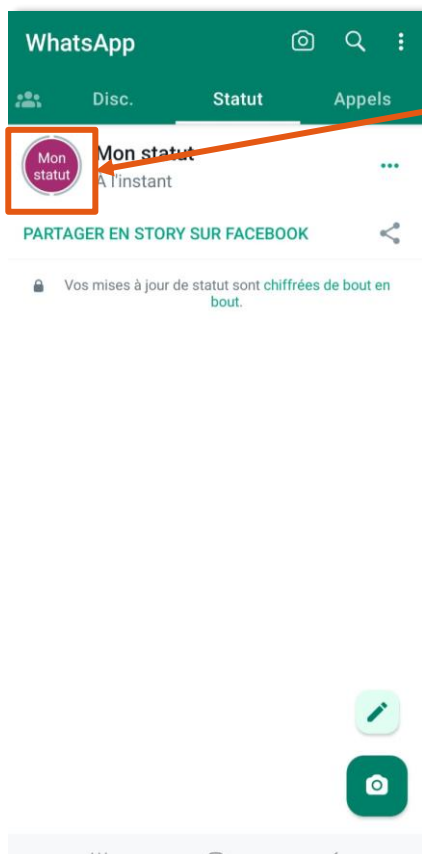 WhatsApp
Disc. Statut Appels
Mon
statut
Mon statut
A l'instant
PARTAGER EN STORY SUR FACEBOOK
Vos mises à jour de statut sont chiffrées de bout en
bout.